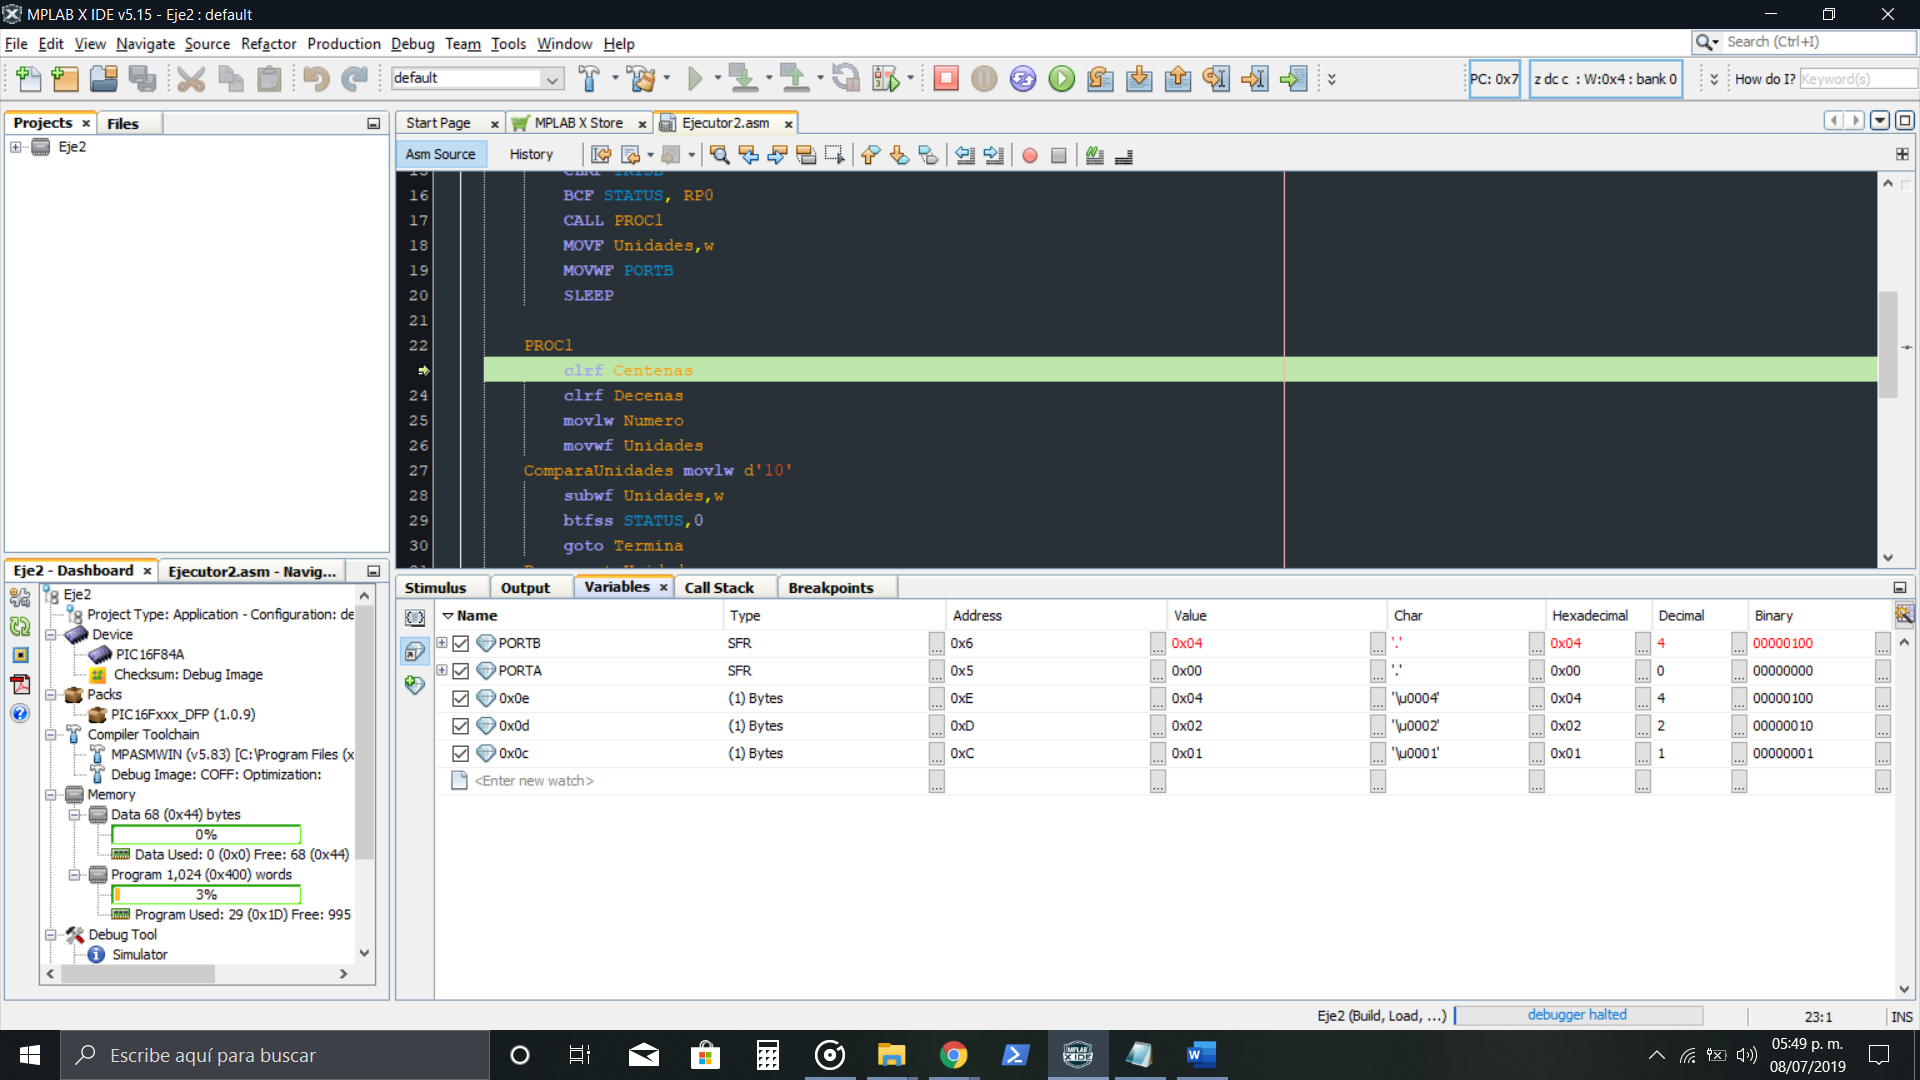 MPLAB X IDE v5.15 - Eje2 : default
File Edit View Navigate Source Refactor Production Debug Team Tools Window Help
Search (Ctrl+I)
default
PC: 0x7
z dc c : W:0x4 : bank 0
How do I?
Keyword(s)
Projects
Files
Eje2
Start Page
MPLAB X Store
Ejecutor2.asm
Asm Source
History
16 BCF STATUS, RP0
17 CALL PROC1
18 MOVF Unidades,w
19 MOVWF PORTB
20 SLEEP
21
22 PROC1
clrf Centenas
24 clrf Decenas
25 movlw Numero
26 movwf Unidades
27 ComparaUnidades movlw d'10'
28 subwf Unidades,w
29 btfss STATUS,0
30 goto Termina
Eje2 - Dashboard
Ejecutor2.asm - Navig...
Eje2
Project Type: Application - Configuration: de
Device
PIC16F84A
Checksum: Debug Image
Packs
PIC16Fxxx_DFP (1.0.9)
Compiler Toolchain
MPASMWIN (v5.83) [C:\Program Files (x
Debug Image: COFF: Optimization:
Memory
Data 68 (0x44) bytes
0%
Data Used: 0 (0x0) Free: 68 (0x44)
Program 1,024 (0x400) words
3%
Program Used: 29 (0x1D) Free: 995
Debug Tool
Simulator
Stimulus Output Variables Call Stack Breakpoints
Name Type Address Value Char Hexadecimal Decimal Binary
PORTB SFR 0x6 0x04 '.' 0x04 4 00000100
PORTA SFR 0x5 0x00 '.' 0x00 0 00000000
0x0e (1) Bytes 0xE 0x04 '\u0004' 0x04 4 00000100
0x0d (1) Bytes 0xD 0x02 '\u0002' 0x02 2 00000010
0x0c (1) Bytes 0xC 0x01 '\u0001' 0x01 1 00000001
<Enter new watch>
Eje2 (Build, Load, ...)
debugger halted
23:1
INS
Escribe aquí para buscar
05:49 p. m.
08/07/2019